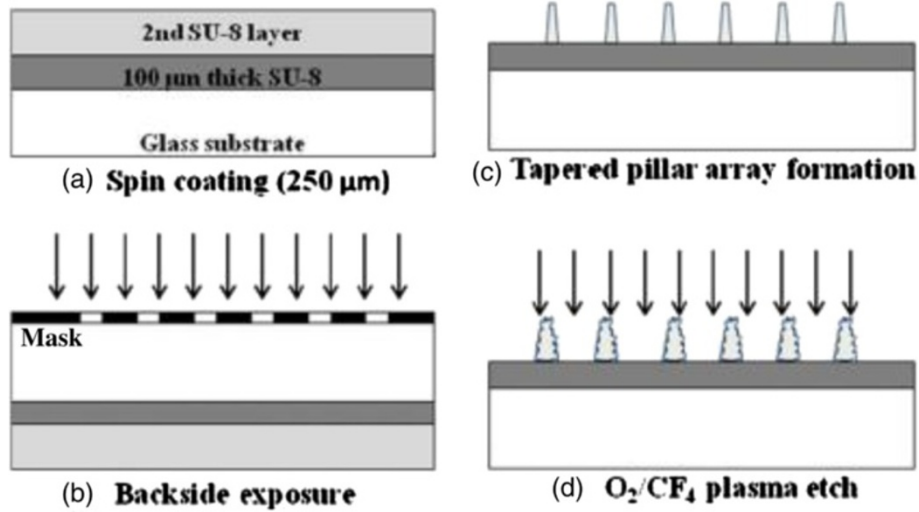 2nd SU-8 layer
100 µm thick SU-8
Glass substrate
(a) Spin coating (250 µm)
(c) Tapered pillar array formation
Mask
(b) Backside exposure
(d) O₂/CF₄ plasma etch